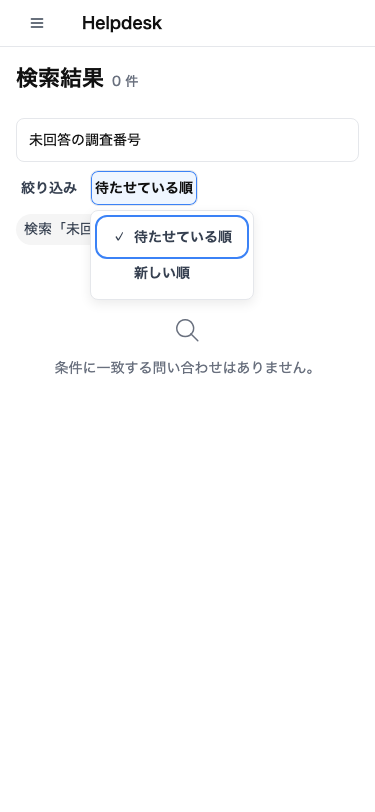 Helpdesk
検索結果 0 件
未回答の調査番号
絞り込み 待たせている順
検索「未回
✓ 待たせている順
新しい順
条件に一致する問い合わせはありません。